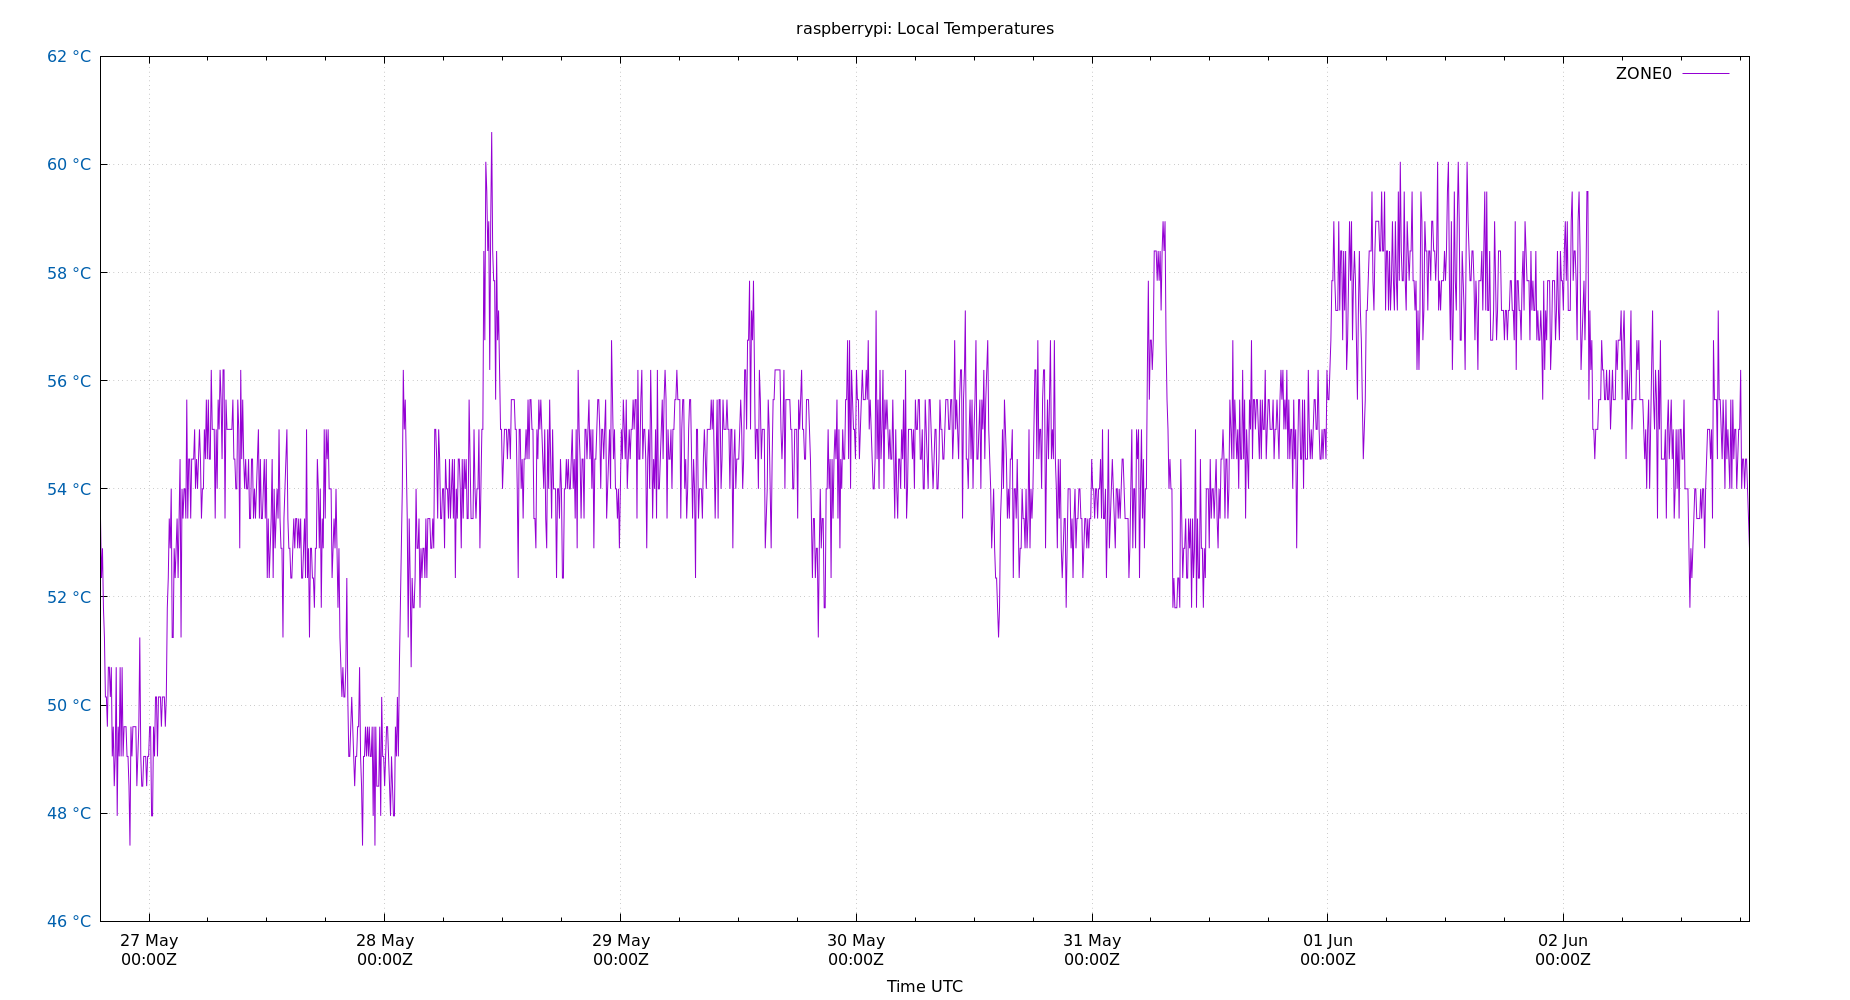 raspberrypi: Local Temperatures
62 °C
ZONE0
60 °C
58 °C
56 °C
54 °C
52 °C
50 °C
48 °C
46 °C
27 May 28 May 29 May 30 May 31 May 01 Jun 02 Jun
00:00Z 00:00Z 00:00Z 00:00Z 00:00Z 00:00Z 00:00Z
Time UTC